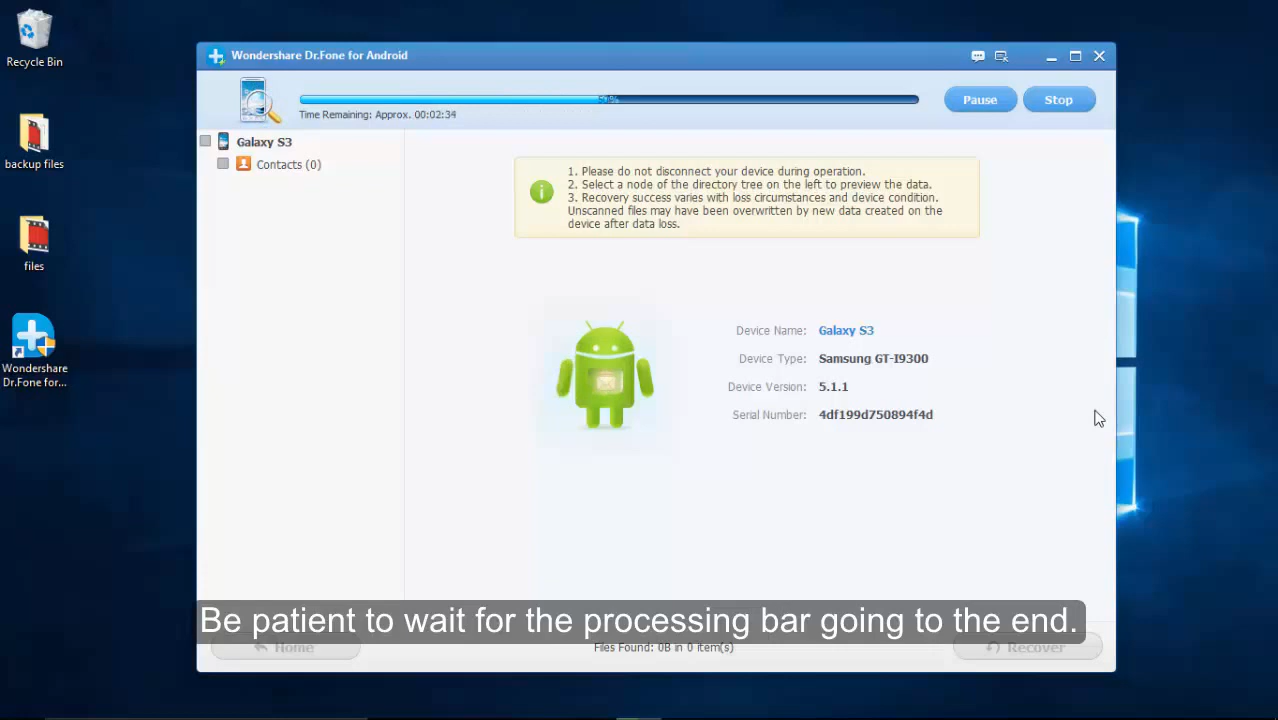 Recycle Bin
backup files
files
Wondershare
Dr.Fone for...
Wondershare Dr.Fone for Android
Time Remaining: Approx. 00:02:34
Pause
Stop
Galaxy S3
Contacts (0)
1. Please do not disconnect your device during operation.
2. Select a node of the directory tree on the left to preview the data.
3. Recovery success varies with loss circumstances and device condition.
Unscanned files may have been overwritten by new data created on the
device after data loss.
Device Name: Galaxy S3
Device Type: Samsung GT-I9300
Device Version: 5.1.1
Serial Number: 4df199d750894f4d
Be patient to wait for the processing bar going to the end.
Home
Files Found: 0B in 0 item(s)
Recover